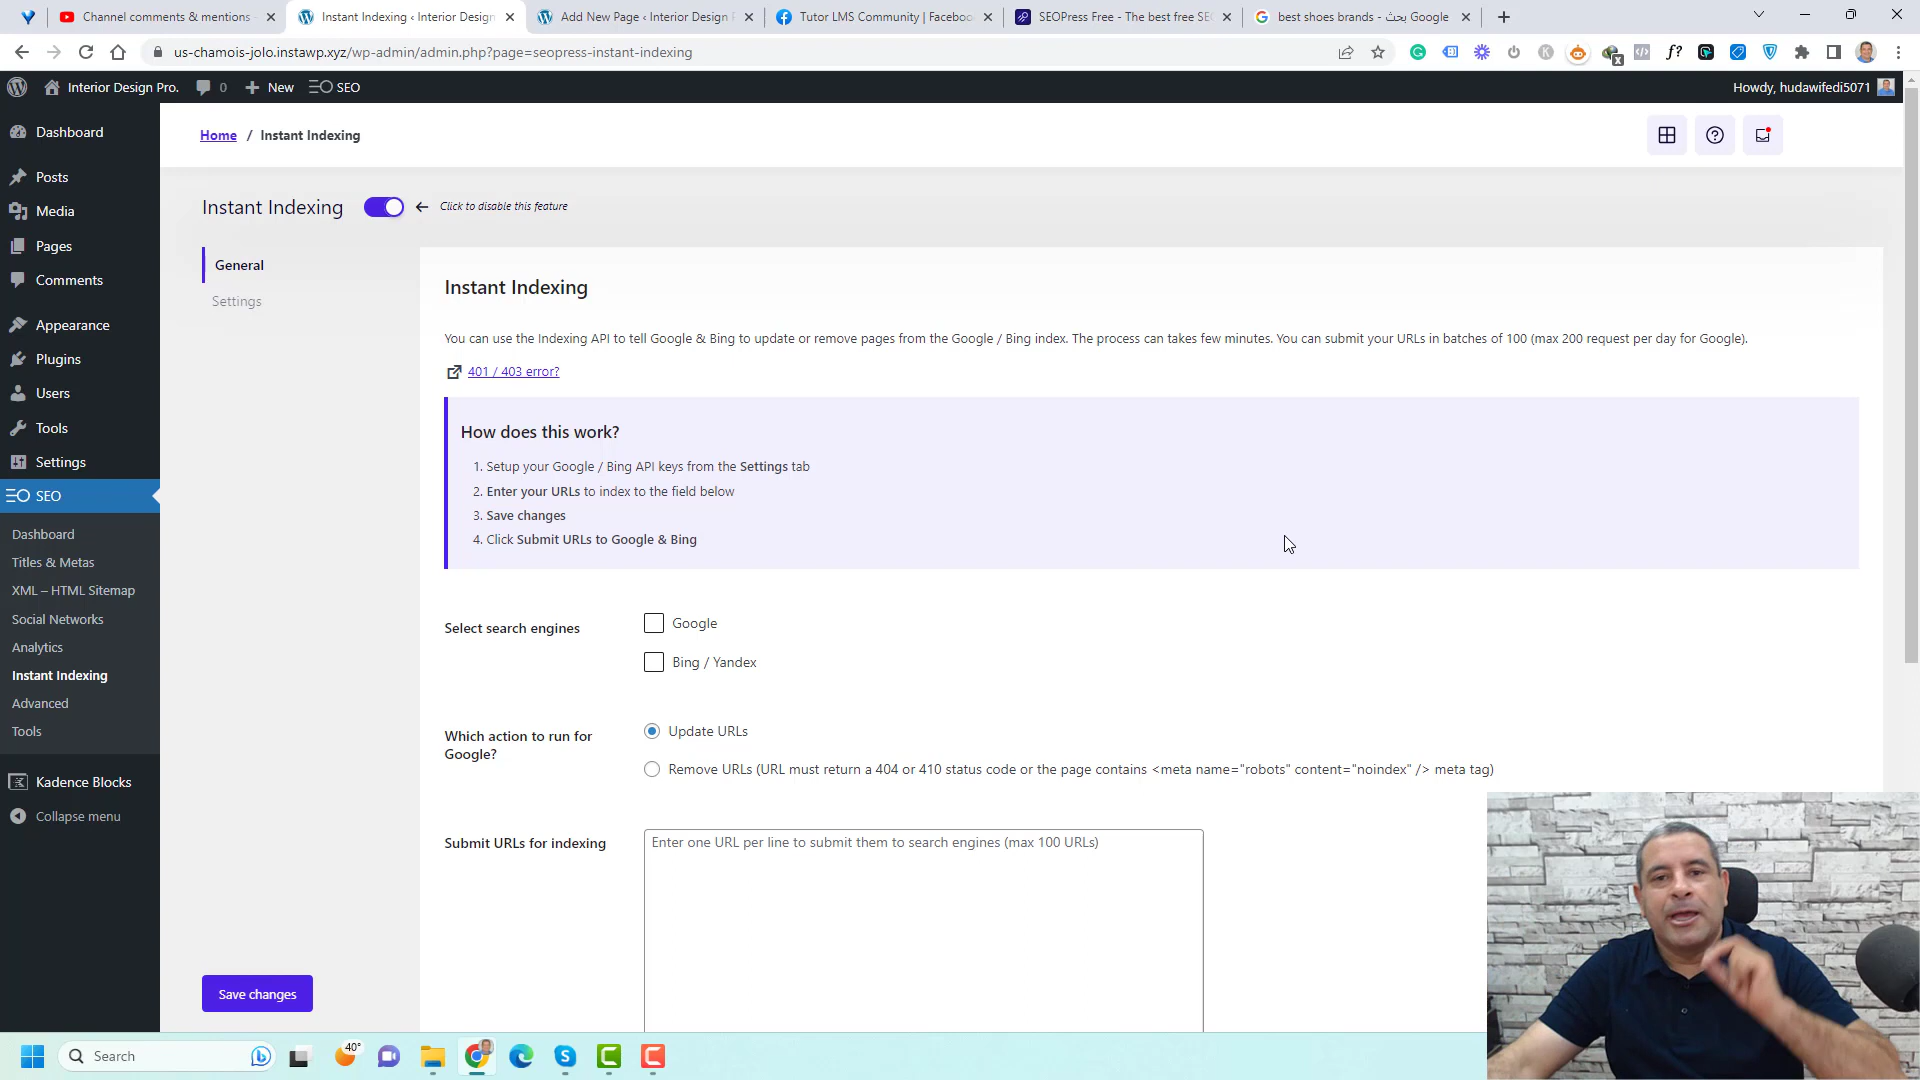 Channel comments & mentions -
Instant Indexing ‹ Interior Design
Add New Page ‹ Interior Design
Tutor LMS Community | Faceboo
SEOPress Free - The best free SEO
best shoes brands - بحث Google
us-chamois-jolo.instawp.xyz/wp-admin/admin.php?page=seopress-instant-indexing
Interior Design Pro.
0
New
SEO
Howdy, hudawifedi5071
Dashboard
Posts
Media
Pages
Comments
Appearance
Plugins
Users
Tools
Settings
SEO
Dashboard
Titles & Metas
XML – HTML Sitemap
Social Networks
Analytics
Instant Indexing
Advanced
Tools
Kadence Blocks
Collapse menu
Home / Instant Indexing
Instant Indexing
Click to disable this feature
General
Settings
Instant Indexing
You can use the Indexing API to tell Google & Bing to update or remove pages from the Google / Bing index. The process can takes few minutes. You can submit your URLs in batches of 100 (max 200 request per day for Google).
401 / 403 error?
How does this work?
1. Setup your Google / Bing API keys from the Settings tab
2. Enter your URLs to index to the field below
3. Save changes
4. Click Submit URLs to Google & Bing
Select search engines
Google
Bing / Yandex
Which action to run for
Google?
Update URLs
Remove URLs (URL must return a 404 or 410 status code or the page contains <meta name="robots" content="noindex" /> meta tag)
Submit URLs for indexing
Enter one URL per line to submit them to search engines (max 100 URLs)
Save changes
Search
40°